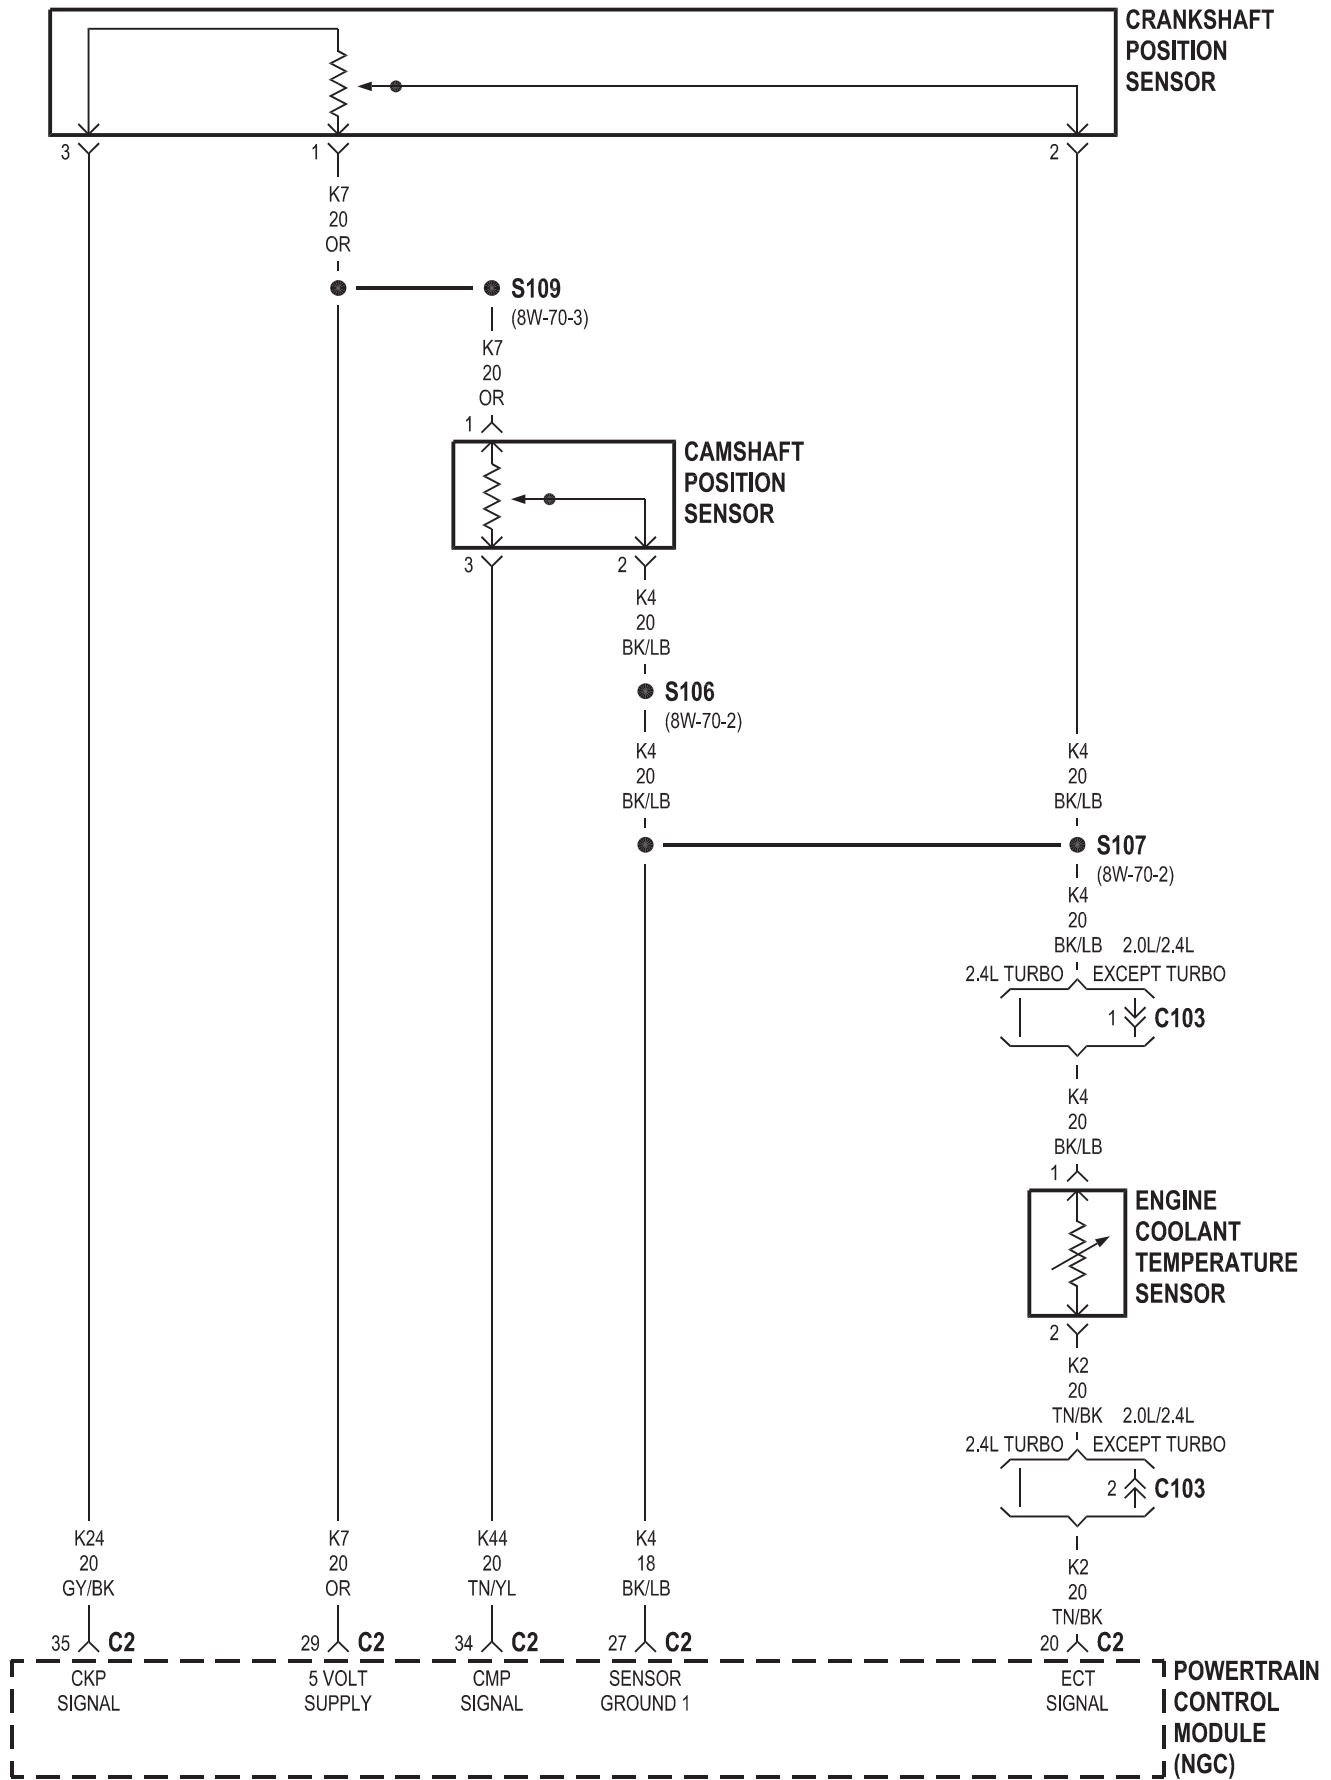 CRANKSHAFT
POSITION
SENSOR
3
1
2
K7
20
OR
S109
(8W-70-3)
K7
20
OR
1
CAMSHAFT
POSITION
SENSOR
3
2
K4
20
BK/LB
S106
(8W-70-2)
K4
20
BK/LB
K4
20
BK/LB
S107
(8W-70-2)
K4
20
BK/LB
2.0L/2.4L
2.4L TURBO
EXCEPT TURBO
1
C103
K4
20
BK/LB
1
ENGINE
COOLANT
TEMPERATURE
SENSOR
2
K2
20
TN/BK
2.0L/2.4L
2.4L TURBO
EXCEPT TURBO
2
C103
K24
20
GY/BK
K7
20
OR
K44
20
TN/YL
K4
18
BK/LB
K2
20
TN/BK
35
C2
29
C2
34
C2
27
C2
20
C2
CKP
SIGNAL
5 VOLT
SUPPLY
CMP
SIGNAL
SENSOR
GROUND 1
ECT
SIGNAL
POWERTRAIN
CONTROL
MODULE
(NGC)